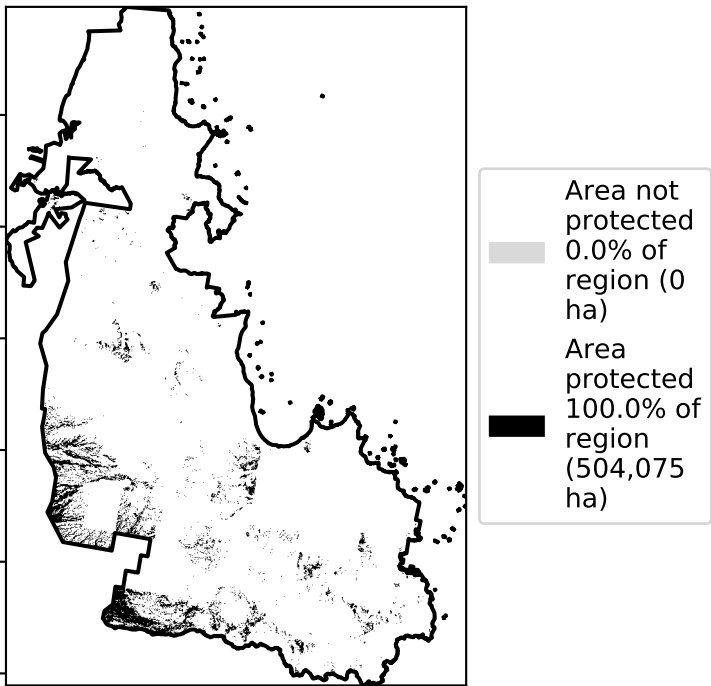 Area not
protected
0.0% of
region (0
ha)
Area
protected
100.0% of
region
(504,075
ha)